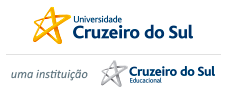 Universidade
Cruzeiro do Sul
uma instituição Cruzeiro do Sul
Educacional